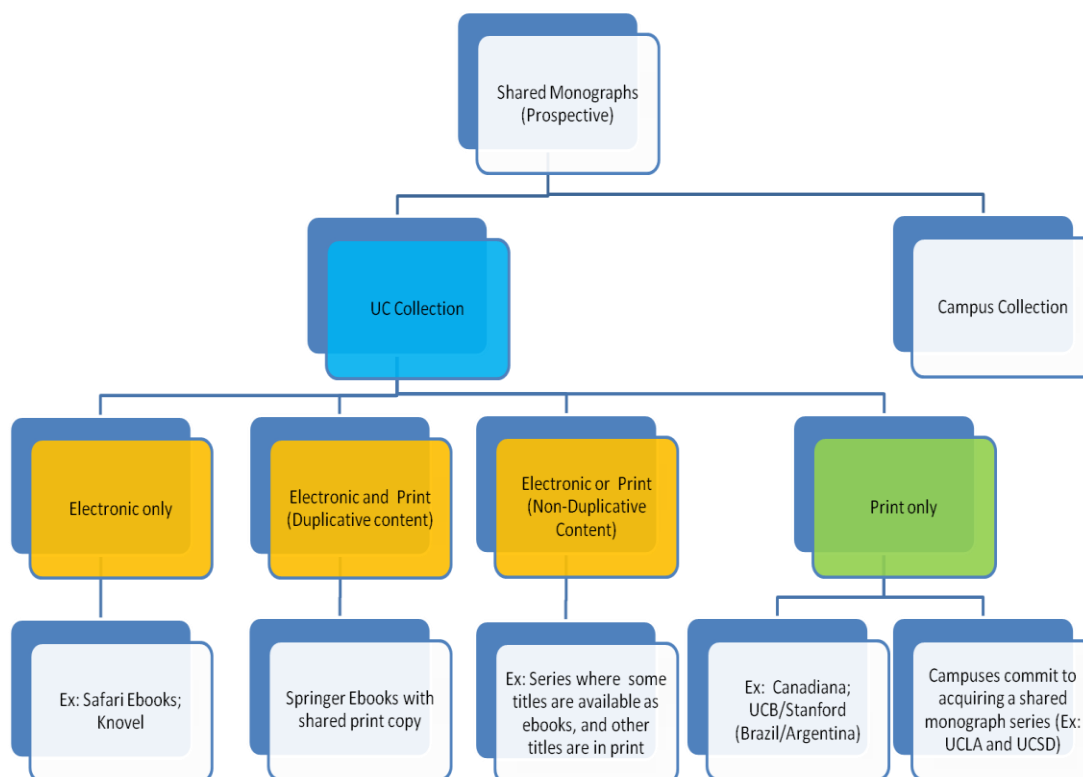 Shared Monographs
(Prospective)
UC Collection
Campus Collection
Electronic only
Electronic and Print
(Duplicative content)
Electronic or Print
(Non-Duplicative
Content)
Print only
Ex: Safari Ebooks;
Knovel
Springer Ebooks with
shared print copy
Ex: Series where some
titles are available as
ebooks, and other
titles are in print
Ex: Canadiana;
UCB/Stanford
(Brazil/Argentina)
Campuses commit to
acquiring a shared
monograph series (Ex:
UCLA and UCSD)